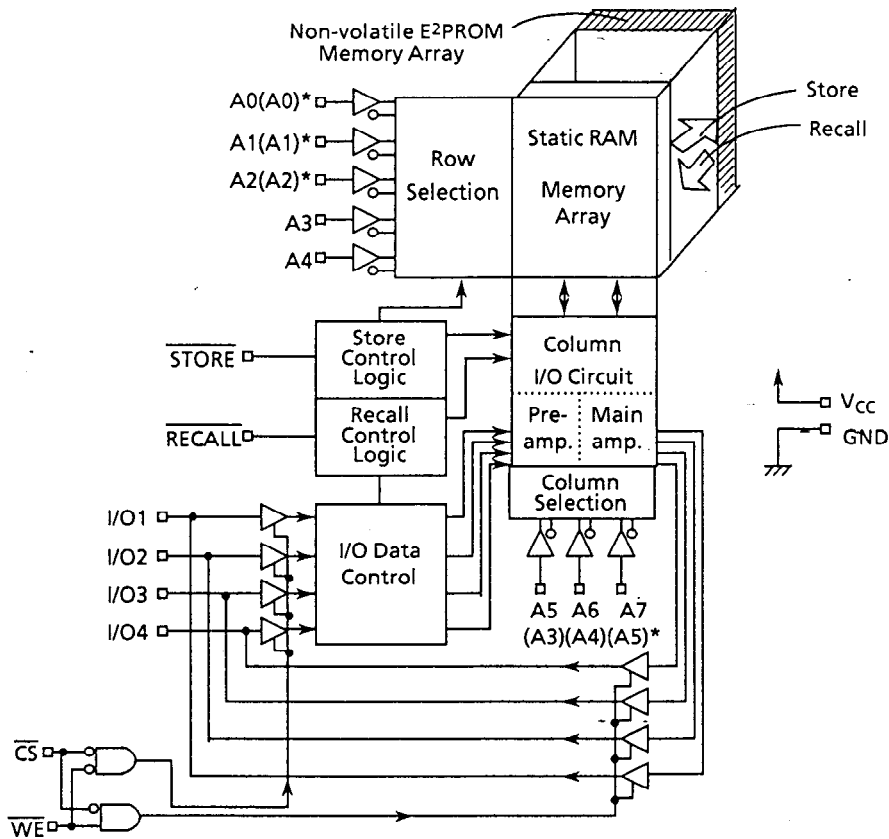 Non-volatile E²PROM
Memory Array
Store
Recall
A0(A0)*
A1(A1)*
A2(A2)*
A3
A4
Row
Selection
Static RAM
Memory
Array
STORE
Store
Control
Logic
RECALL
Recall
Control
Logic
Column
I/O Circuit
Pre-
amp.
Main
amp.
Column
Selection
VCC
GND
I/O1
I/O2
I/O3
I/O4
I/O Data
Control
A5 A6 A7
(A3)(A4)(A5)*
CS
WE